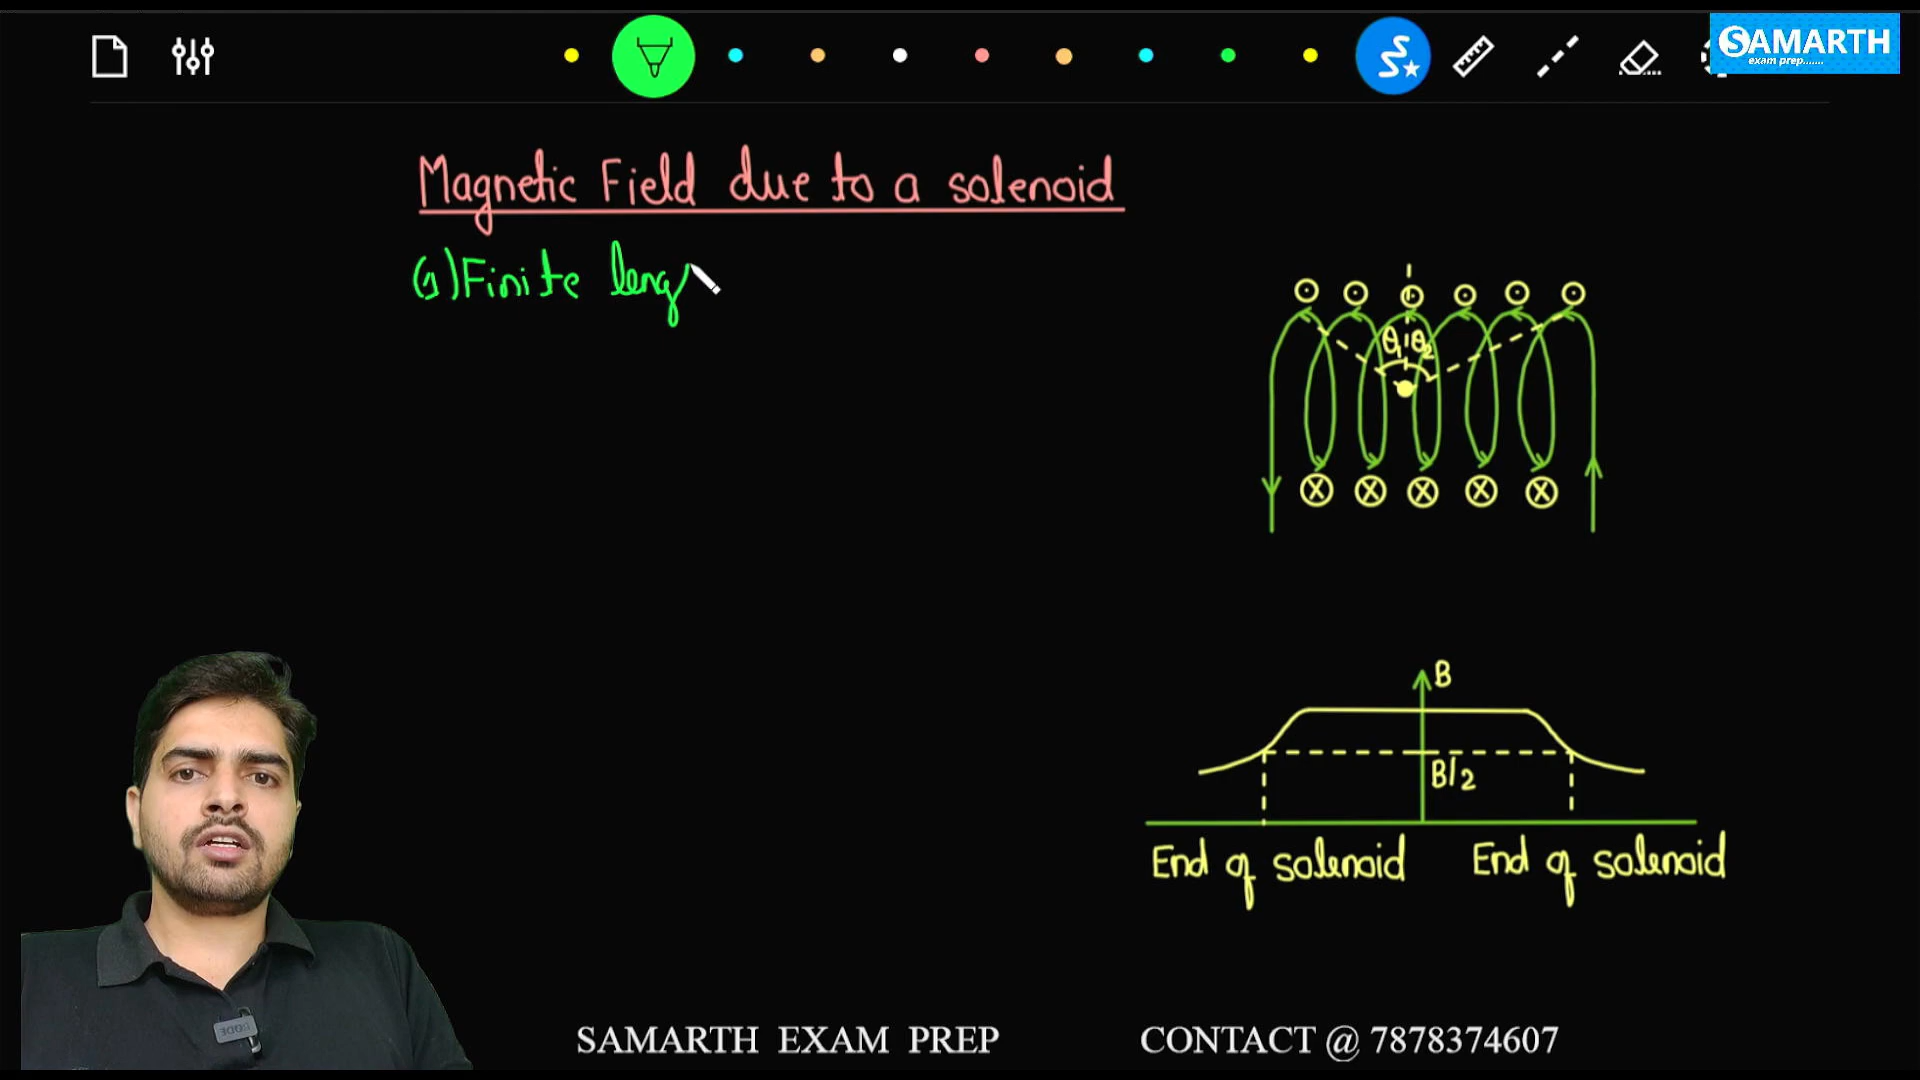 SAMARTH
exam prep.......
Magnetic Field due to a solenoid
(1) Finite leng
θ1 θ2
B
B/2
End of solenoid End of solenoid
SAMARTH EXAM PREP CONTACT @ 7878374607